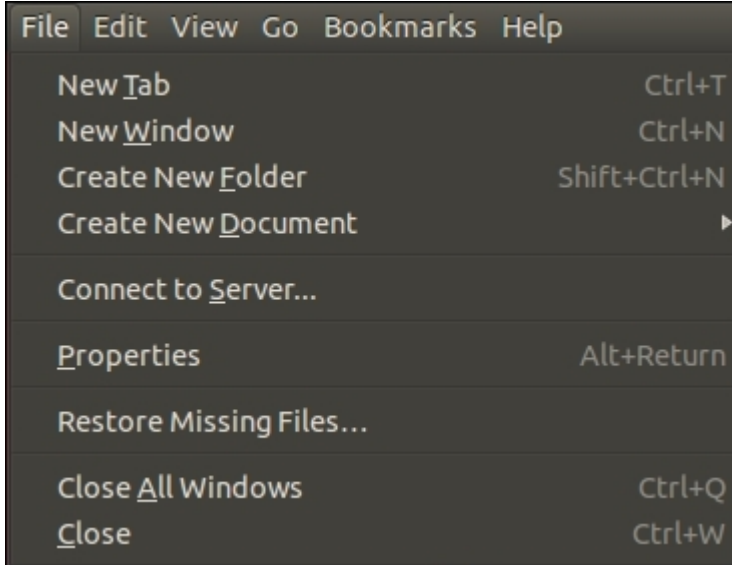 File Edit View Go Bookmarks Help
New Tab Ctrl+T
New Window Ctrl+N
Create New Folder Shift+Ctrl+N
Create New Document
Connect to Server...
Properties Alt+Return
Restore Missing Files...
Close All Windows Ctrl+Q
Close Ctrl+W